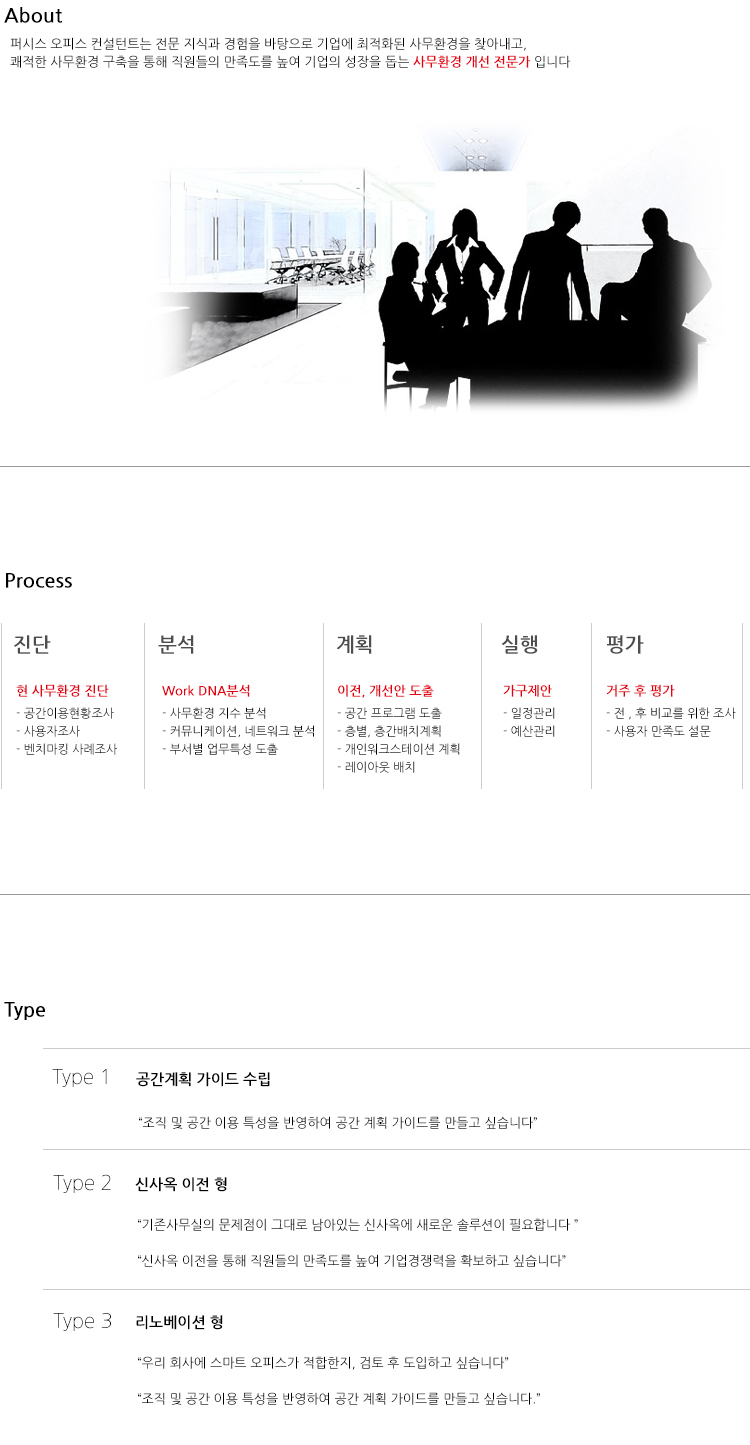 About
퍼시스 오피스 컨설턴트는 전문 지식과 경험을 바탕으로 기업에 최적화된 사무환경을 찾아내고,
쾌적한 사무환경 구축을 통해 직원들의 만족도를 높여 기업의 성장을 돕는 사무환경 개선 전문가 입니다
Process
진단
현 사무환경 진단
- 공간이용현황조사
- 사용자조사
- 벤치마킹 사례조사
분석
Work DNA분석
- 사무환경 지수 분석
- 커뮤니케이션, 네트워크 분석
- 부서별 업무특성 도출
계획
이전, 개선안 도출
- 공간 프로그램 도출
- 층별, 층간배치계획
- 개인워크스테이션 계획
- 레이아웃 배치
실행
가구제안
- 일정관리
- 예산관리
평가
거주 후 평가
- 전 , 후 비교를 위한 조사
- 사용자 만족도 설문
Type
Type 1 공간계획 가이드 수립
“조직 및 공간 이용 특성을 반영하여 공간 계획 가이드를 만들고 싶습니다”
Type 2 신사옥 이전 형
“기존사무실의 문제점이 그대로 남아있는 신사옥에 새로운 솔루션이 필요합니다 ”
“신사옥 이전을 통해 직원들의 만족도를 높여 기업경쟁력을 확보하고 싶습니다”
Type 3 리노베이션 형
“우리 회사에 스마트 오피스가 적합한지, 검토 후 도입하고 싶습니다”
“조직 및 공간 이용 특성을 반영하여 공간 계획 가이드를 만들고 싶습니다.”